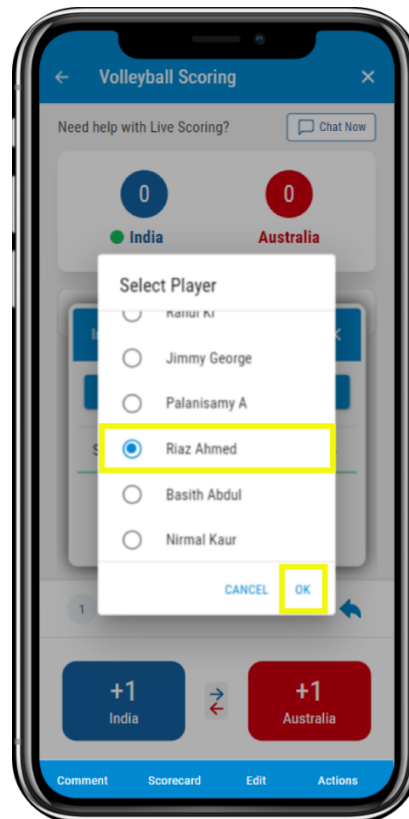 Volleyball Scoring
Need help with Live Scoring?
Chat Now
0
0
India
Australia
Select Player
Jimmy George
Palanisamy A
Riaz Ahmed
Basith Abdul
Nirmal Kaur
CANCEL
OK
1
+1
+1
India
Australia
Comment
Scorecard
Edit
Actions